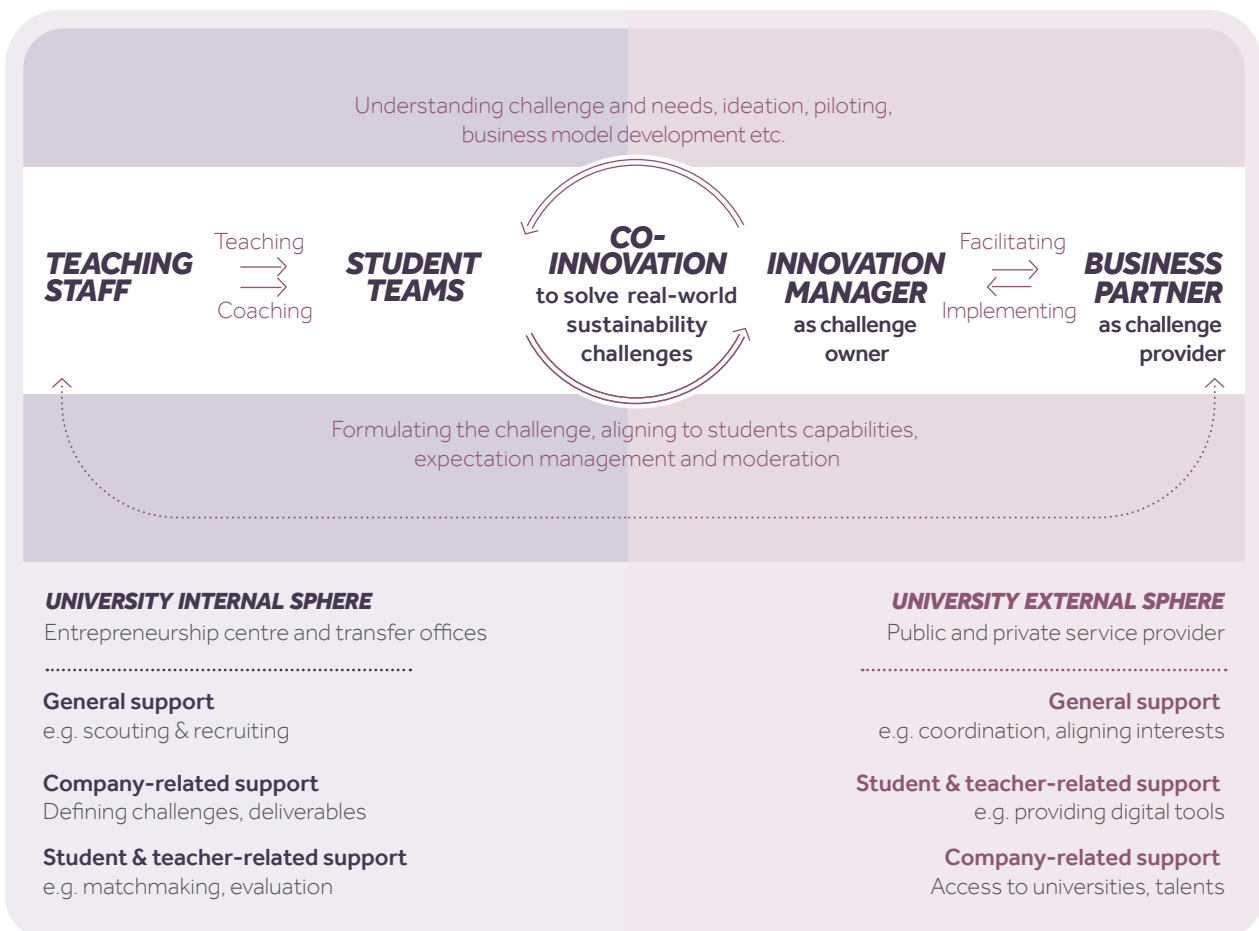 Understanding challenge and needs, ideation, piloting,
business model development etc.
TEACHING
STAFF
Teaching
Coaching
STUDENT
TEAMS
CO-
INNOVATION
to solve real-world
sustainability
challenges
INNOVATION
MANAGER
as challenge
owner
Facilitating
Implementing
BUSINESS
PARTNER
as challenge
provider
Formulating the challenge, aligning to students capabilities,
expectation management and moderation
UNIVERSITY INTERNAL SPHERE
Entrepreneurship centre and transfer offices
General support
e.g. scouting & recruiting
Company-related support
Defining challenges, deliverables
Student & teacher-related support
e.g. matchmaking, evaluation
UNIVERSITY EXTERNAL SPHERE
Public and private service provider
General support
e.g. coordination, aligning interests
Student & teacher-related support
e.g. providing digital tools
Company-related support
Access to universities, talents